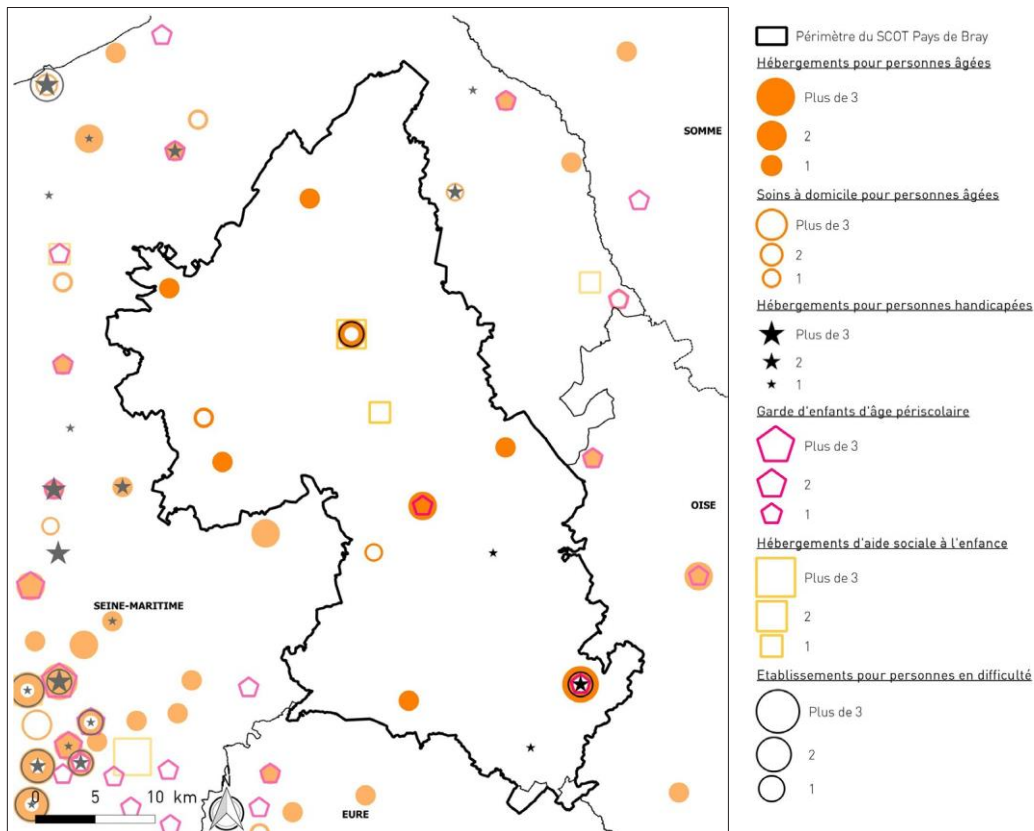 SOMME
OISE
SEINE-MARITIME
EURE
0 5 10 km
Périmètre du SCOT Pays de Bray
Hébergements pour personnes âgées
Plus de 3
2
1
Soins à domicile pour personnes âgées
Plus de 3
2
1
Hébergements pour personnes handicapées
Plus de 3
2
1
Garde d'enfants d'âge périscolaire
Plus de 3
2
1
Hébergements d'aide sociale à l'enfance
Plus de 3
2
1
Etablissements pour personnes en difficulté
Plus de 3
2
1